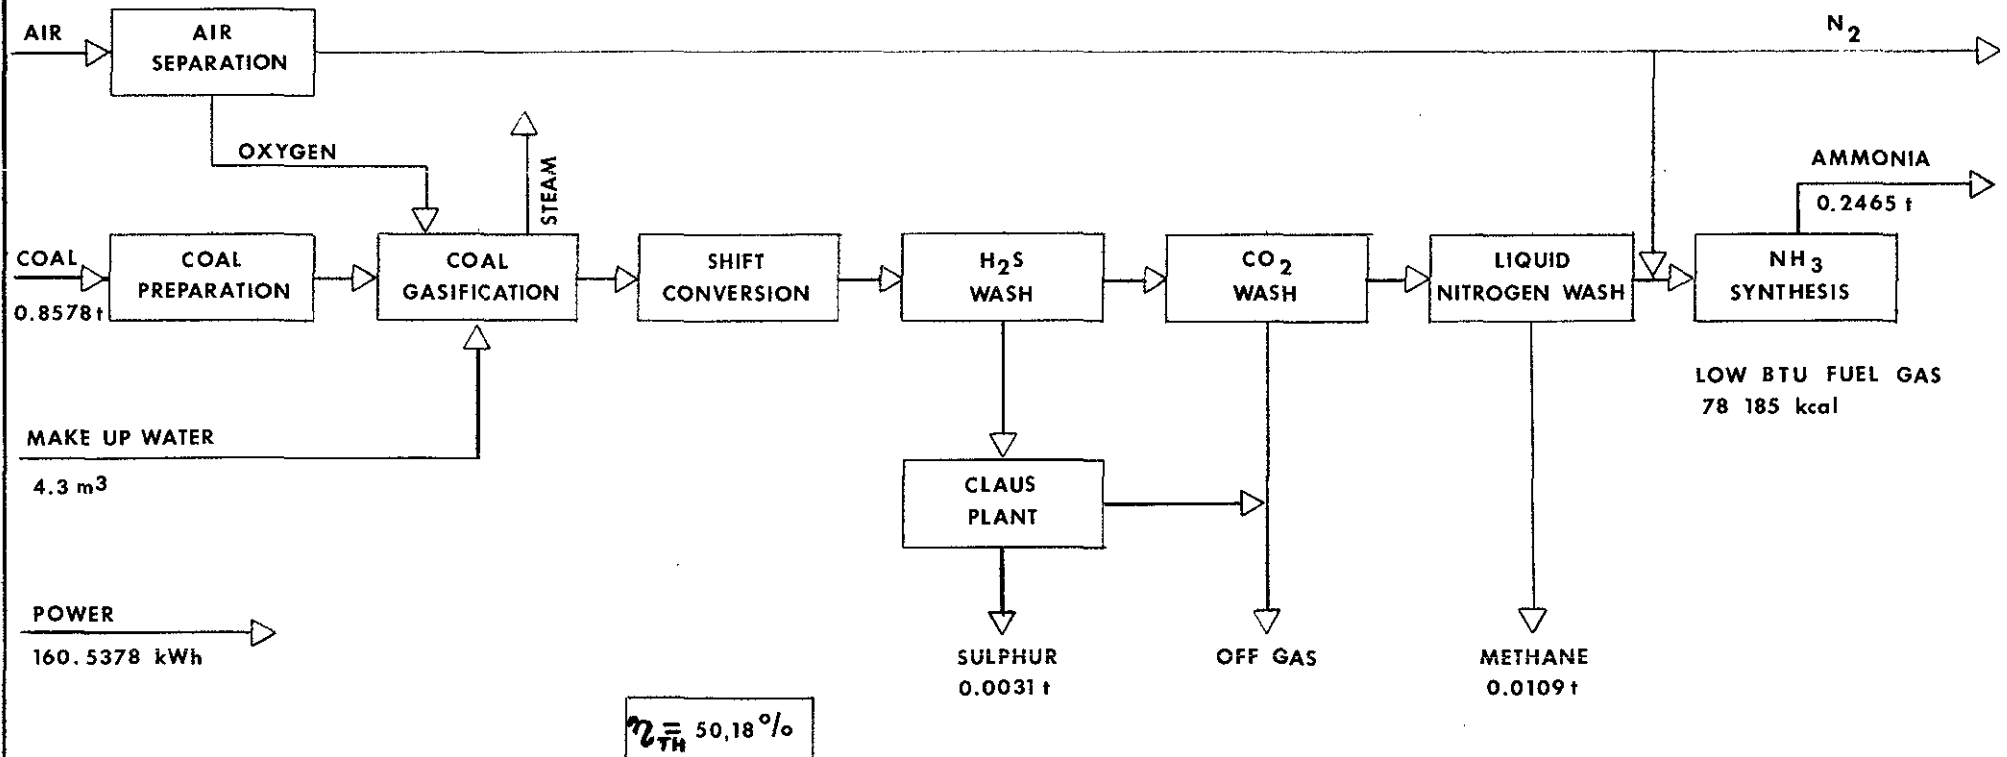 AIR
AIR
SEPARATION
N2
OXYGEN
STEAM
AMMONIA
0.2465 t
COAL
0.8578 t
COAL
PREPARATION
COAL
GASIFICATION
SHIFT
CONVERSION
H2S
WASH
CO2
WASH
LIQUID
NITROGEN WASH
NH3
SYNTHESIS
LOW BTU FUEL GAS
78 185 kcal
MAKE UP WATER
4.3 m3
CLAUS
PLANT
POWER
160.5378 kWh
SULPHUR
0.0031 t
OFF GAS
METHANE
0.0109 t
ηTH = 50,18 %